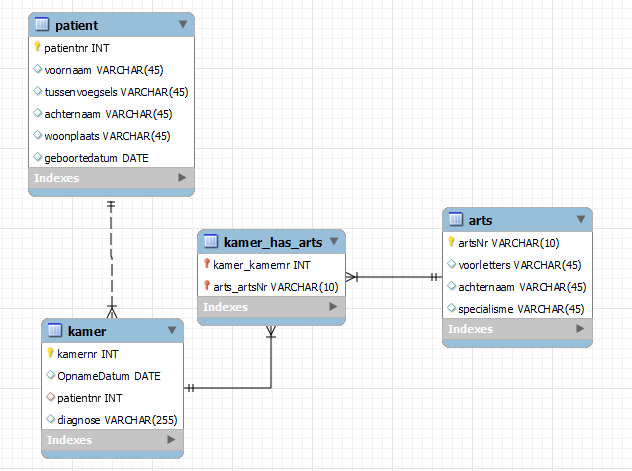 patient
patientnr INT
voornaam VARCHAR(45)
tussenvoegsels VARCHAR(45)
achternaam VARCHAR(45)
woonplaats VARCHAR(45)
geboortedatum DATE
Indexes
kamer_has_arts
kamer_kamernr INT
arts_artsNr VARCHAR(10)
Indexes
arts
artsNr VARCHAR(10)
voorletters VARCHAR(45)
achternaam VARCHAR(45)
specialisme VARCHAR(45)
Indexes
kamer
kamernr INT
OpnameDatum DATE
patientnr INT
diagnose VARCHAR(255)
Indexes